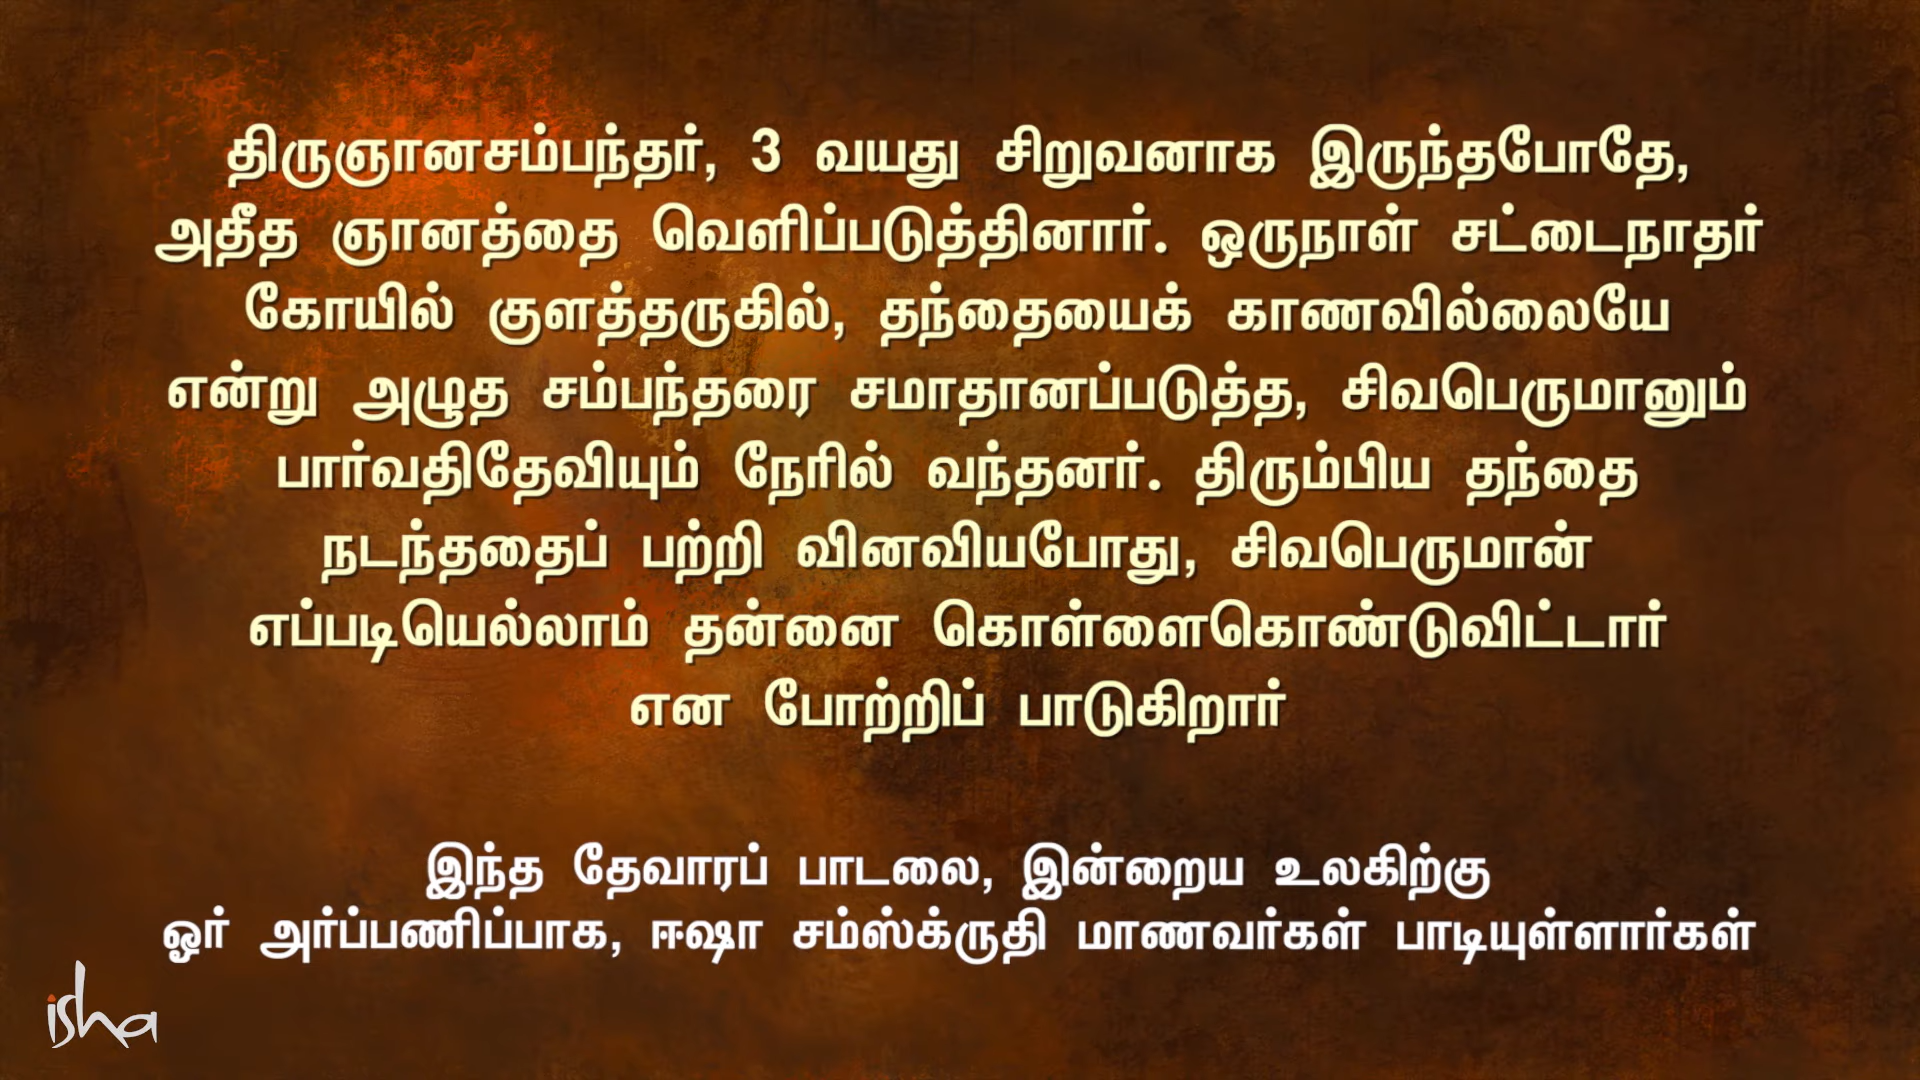 திருஞானசம்பந்தர், 3 வயது சிறுவனாக இருந்தபோதே,
அதீத ஞானத்தை வெளிப்படுத்தினார். ஒருநாள் சட்டைநாதர்
கோயில் குளத்தருகில், தந்தையைக் காணவில்லையே
என்று அழுத சம்பந்தரை சமாதானப்படுத்த, சிவபெருமானும்
பார்வதிதேவியும் நேரில் வந்தனர். திரும்பிய தந்தை
நடந்ததைப் பற்றி வினவியபோது, சிவபெருமான்
எப்படியெல்லாம் தன்னை கொள்ளைகொண்டுவிட்டார்
என போற்றிப் பாடுகிறார்
இந்த தேவாரப் பாடலை, இன்றைய உலகிற்கு
ஓர் அர்ப்பணிப்பாக, ஈஷா சம்ஸ்க்ருதி மாணவர்கள் பாடியுள்ளார்கள்
isha